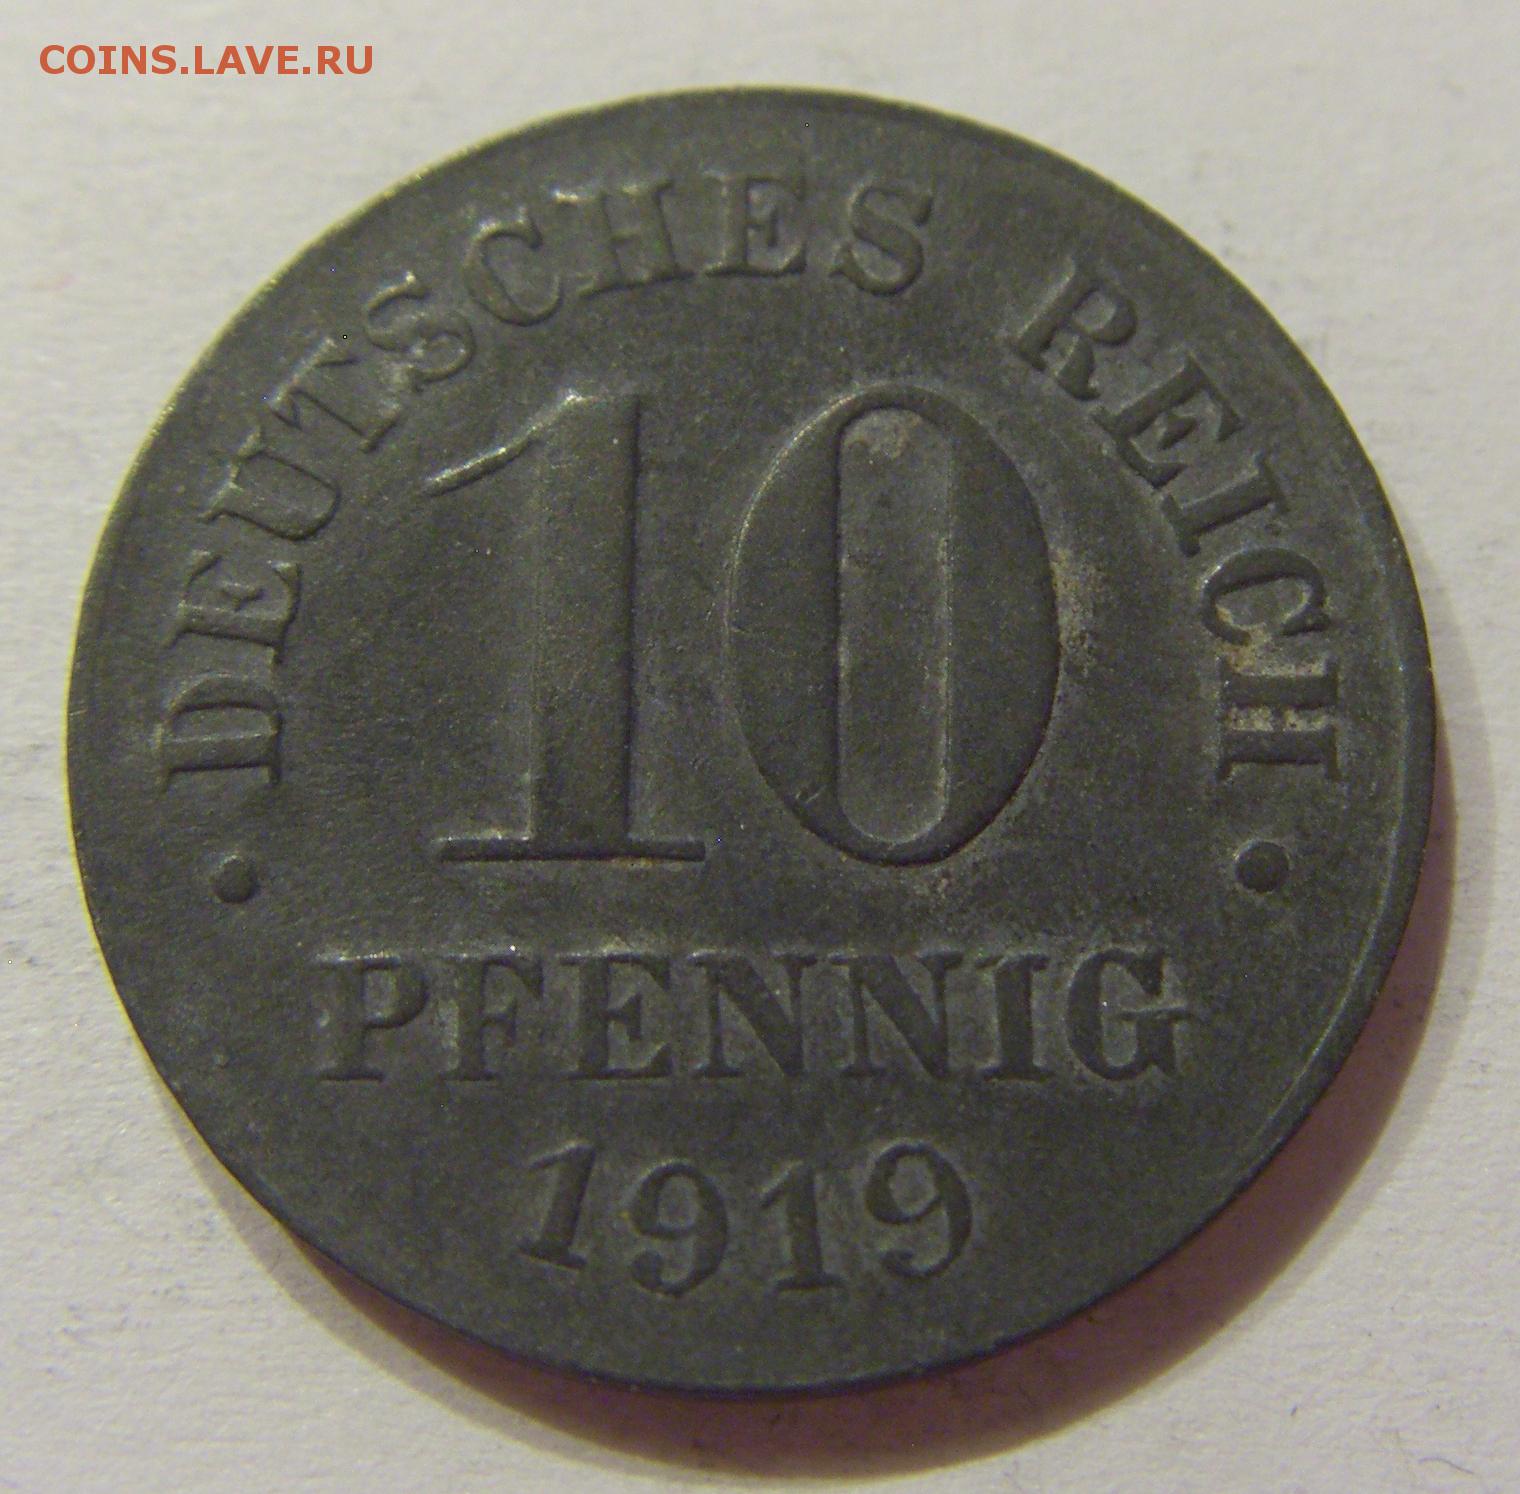 COINS.LAVE.RU
• DEUTSCHES REICH •
10
PFENNIG
1919